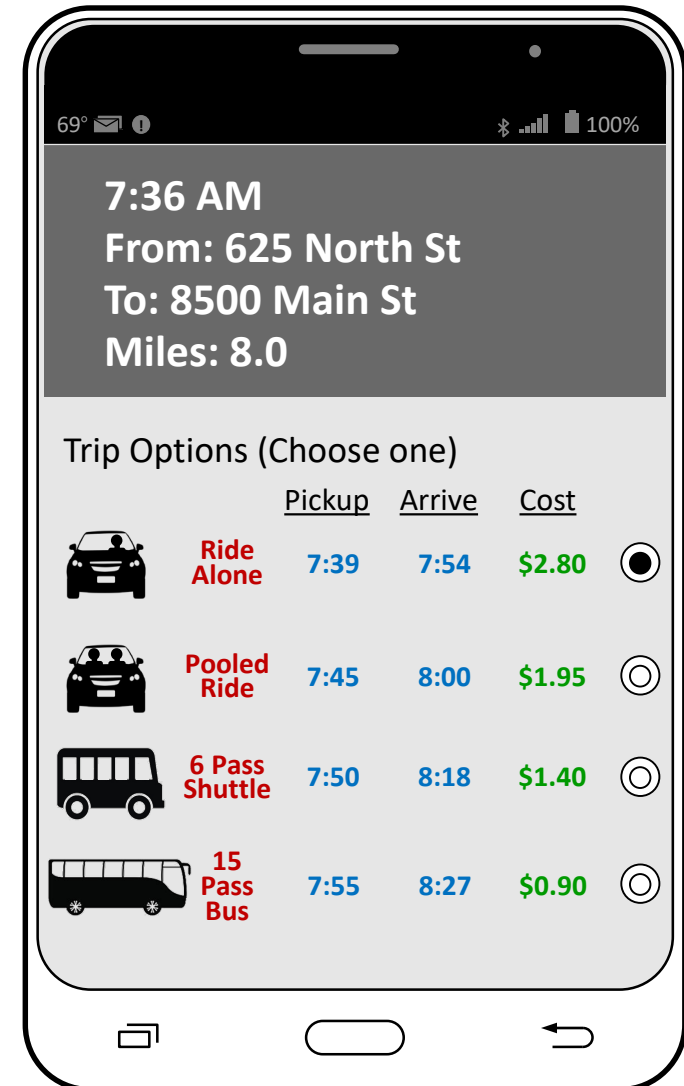 69°
100%
7:36 AM
From: 625 North St
To: 8500 Main St
Miles: 8.0
Trip Options (Choose one)
Pickup Arrive Cost
Ride
Alone 7:39 7:54 $2.80
Pooled
Ride 7:45 8:00 $1.95
6 Pass
Shuttle 7:50 8:18 $1.40
15
Pass 7:55 8:27 $0.90
Bus